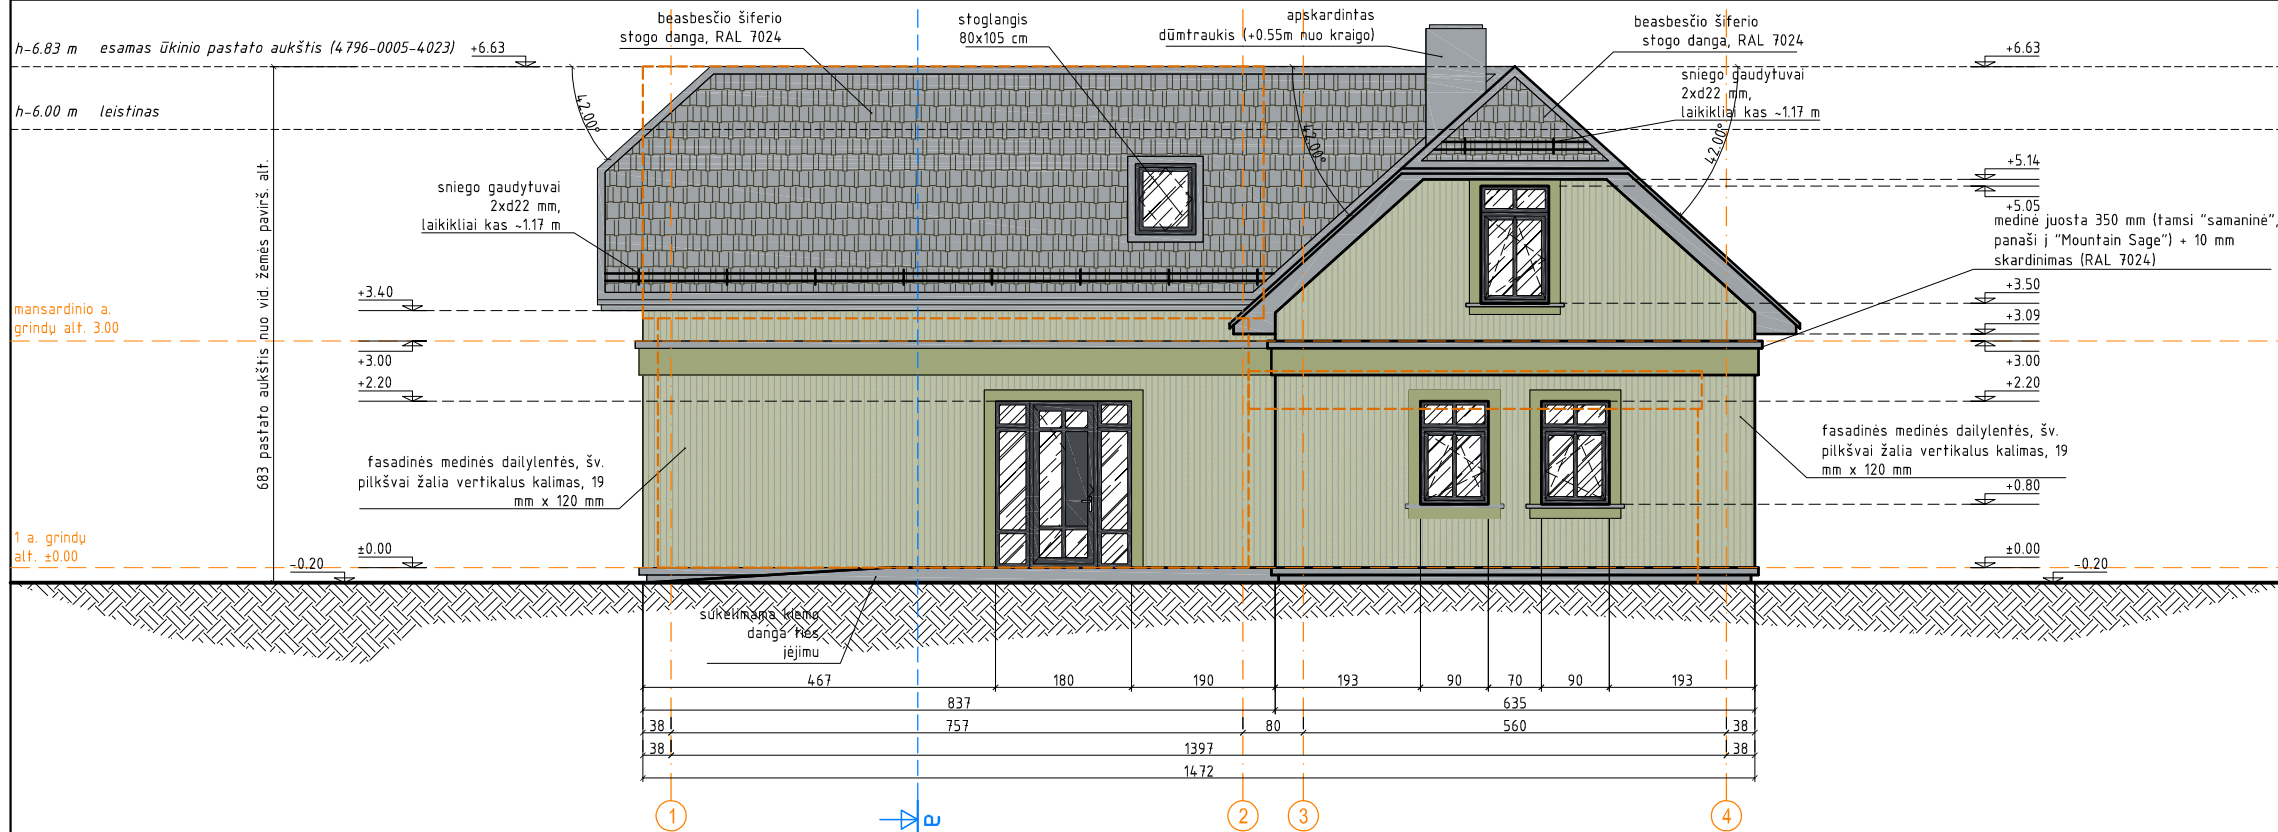 h-6.83 m esamas ūkinio pastato aukštis (4796-0005-4023)
+6.63
h-6.00 m leistinas
beasbesčio šiferio
stogo danga, RAL 7024
stoglangis
80x105 cm
apskardintas
dūmtraukis (+0.55m nuo kraigo)
beasbesčio šiferio
stogo danga, RAL 7024
sniego gaudytuvai
2xd22 mm,
laikikliai kas ~1.17 m
+6.63
42.00°
42.00°
42.00°
sniego gaudytuvai
2xd22 mm,
laikikliai kas ~1.17 m
683 pastato aukštis nuo vid. žemės pavirš. alt.
+5.14
+5.05
medinė juosta 350 mm (tamsi "samaninė",
panaši į "Mountain Sage") + 10 mm
skardinimas (RAL 7024)
mansardinio a.
grindų alt. 3.00
+3.40
+3.00
+2.20
+3.50
+3.09
+3.00
+2.20
fasadinės medinės dailylentės, šv.
pilkšvai žalia vertikalus kalimas, 19
mm x 120 mm
fasadinės medinės dailylentės, šv.
pilkšvai žalia vertikalus kalimas, 19
mm x 120 mm
+0.80
1 a. grindų
alt. ±0.00
±0.00
-0.20
±0.00
-0.20
sukeliamama kiemo
danga ties
įėjimu
467 180 190 193 90 70 90 193
837 635
38 757 80 560 38
38 1397 38
1472
1 a 2 3 4